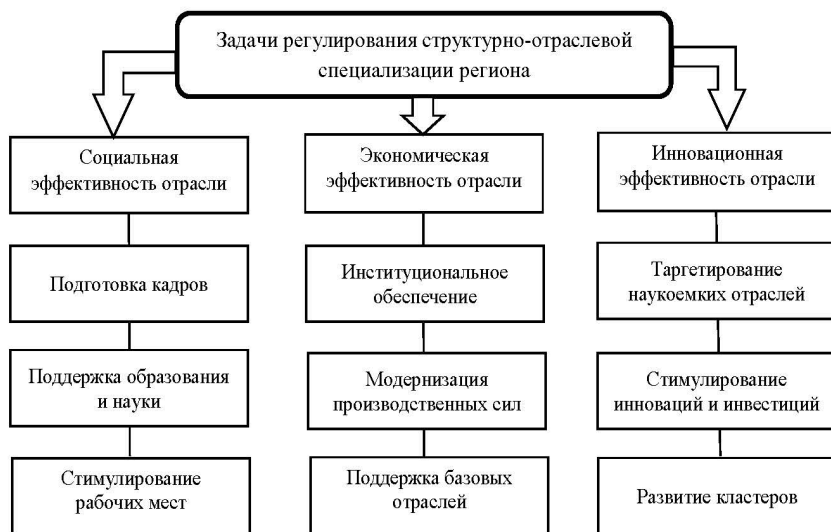 Задачи регулирования структурно-отраслевой
специализации региона
Социальная
эффективность отрасли
Экономическая
эффективность отрасли
Инновационная
эффективность отрасли
Подготовка кадров
Институциональное
обеспечение
Таргетирование
наукоемких отраслей
Поддержка образования
и науки
Модернизация
производственных сил
Стимулирование
инноваций и инвестиций
Стимулирование
рабочих мест
Поддержка базовых
отраслей
Развитие кластеров